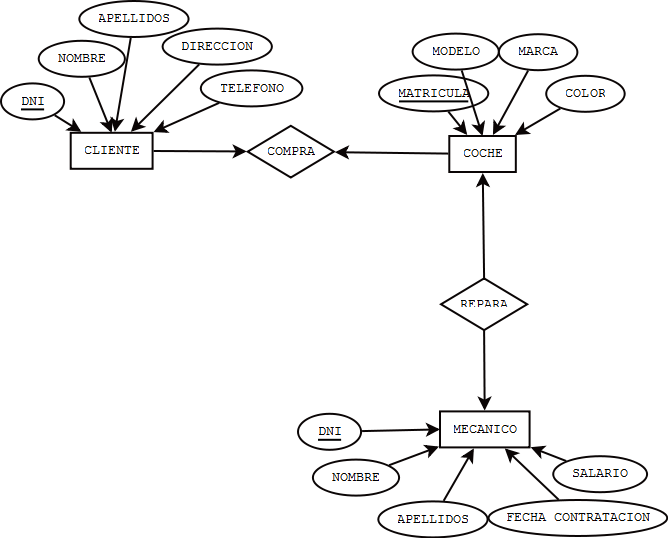 APELLIDOS
DIRECCION
MODELO
MARCA
NOMBRE
TELEFONO
MATRICULA
COLOR
DNI
CLIENTE
COMPRA
COCHE
REPARA
DNI
MECANICO
NOMBRE
SALARIO
APELLIDOS
FECHA CONTRATACION